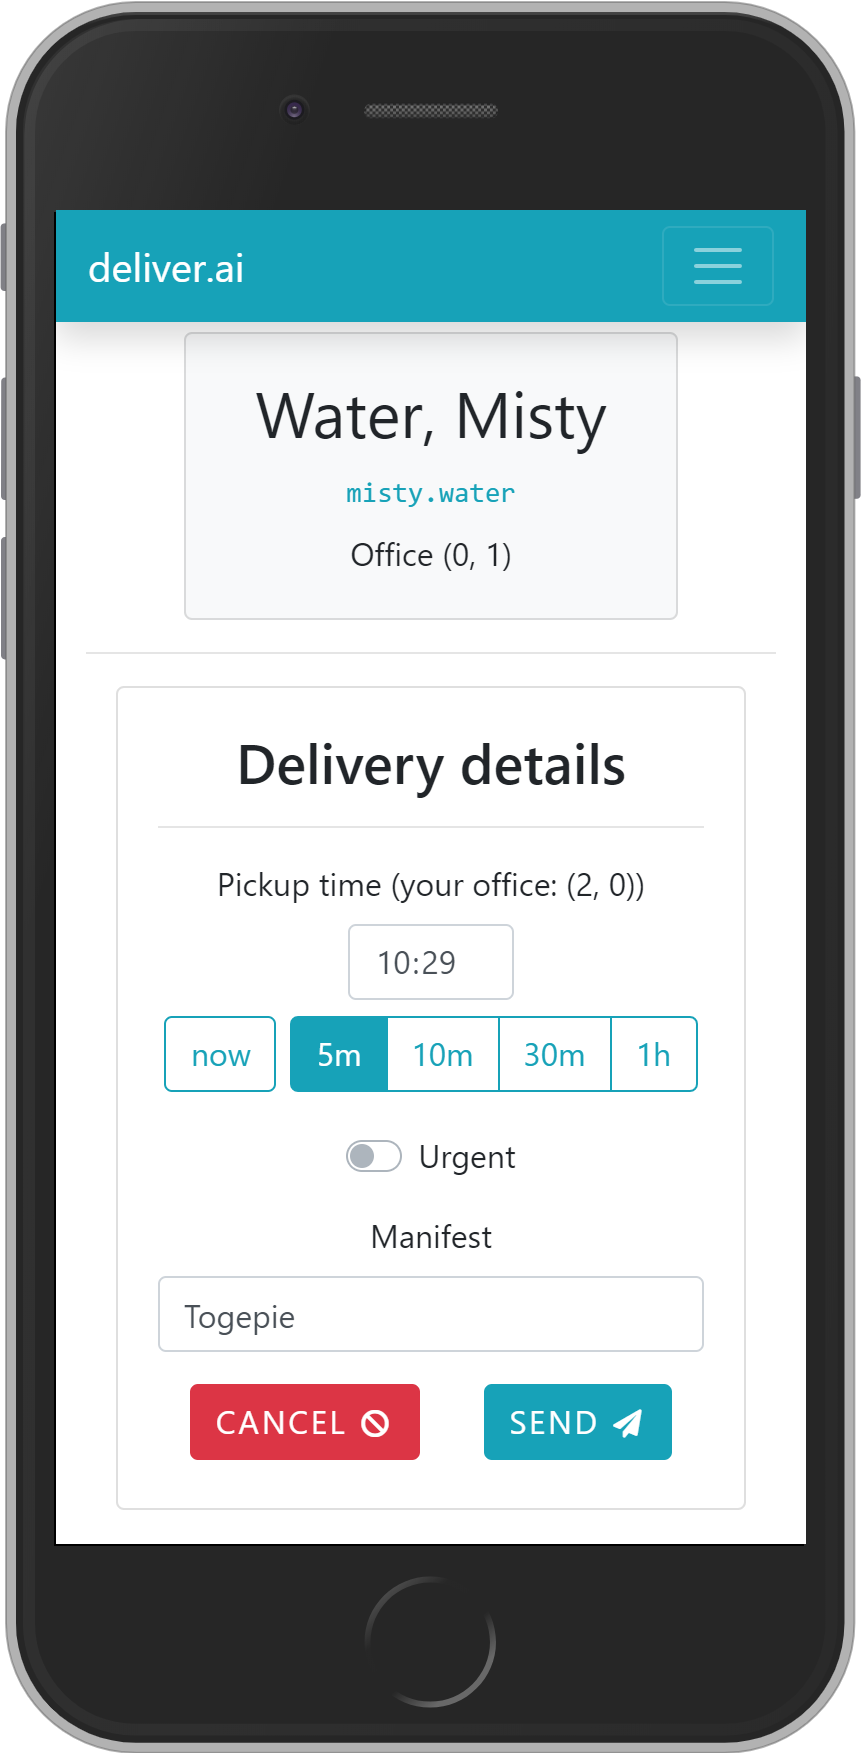 deliver.ai
Water, Misty
misty.water
Office (0, 1)
Delivery details
Pickup time (your office: (2, 0))
10:29
now 5m 10m 30m 1h
Urgent
Manifest
Togepie
CANCEL SEND